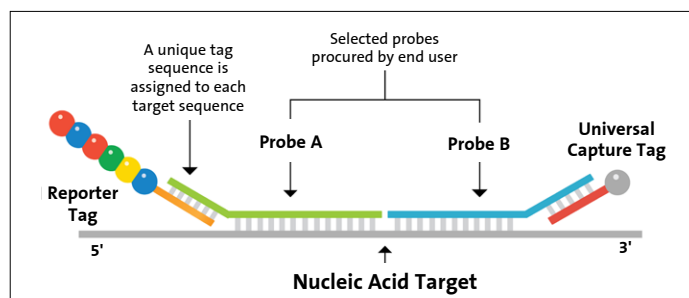 A unique tag
sequence is
assigned to each
target sequence
Selected probes
procured by end user
Probe A
Probe B
Universal
Capture Tag
Reporter
Tag
5'
3'
Nucleic Acid Target